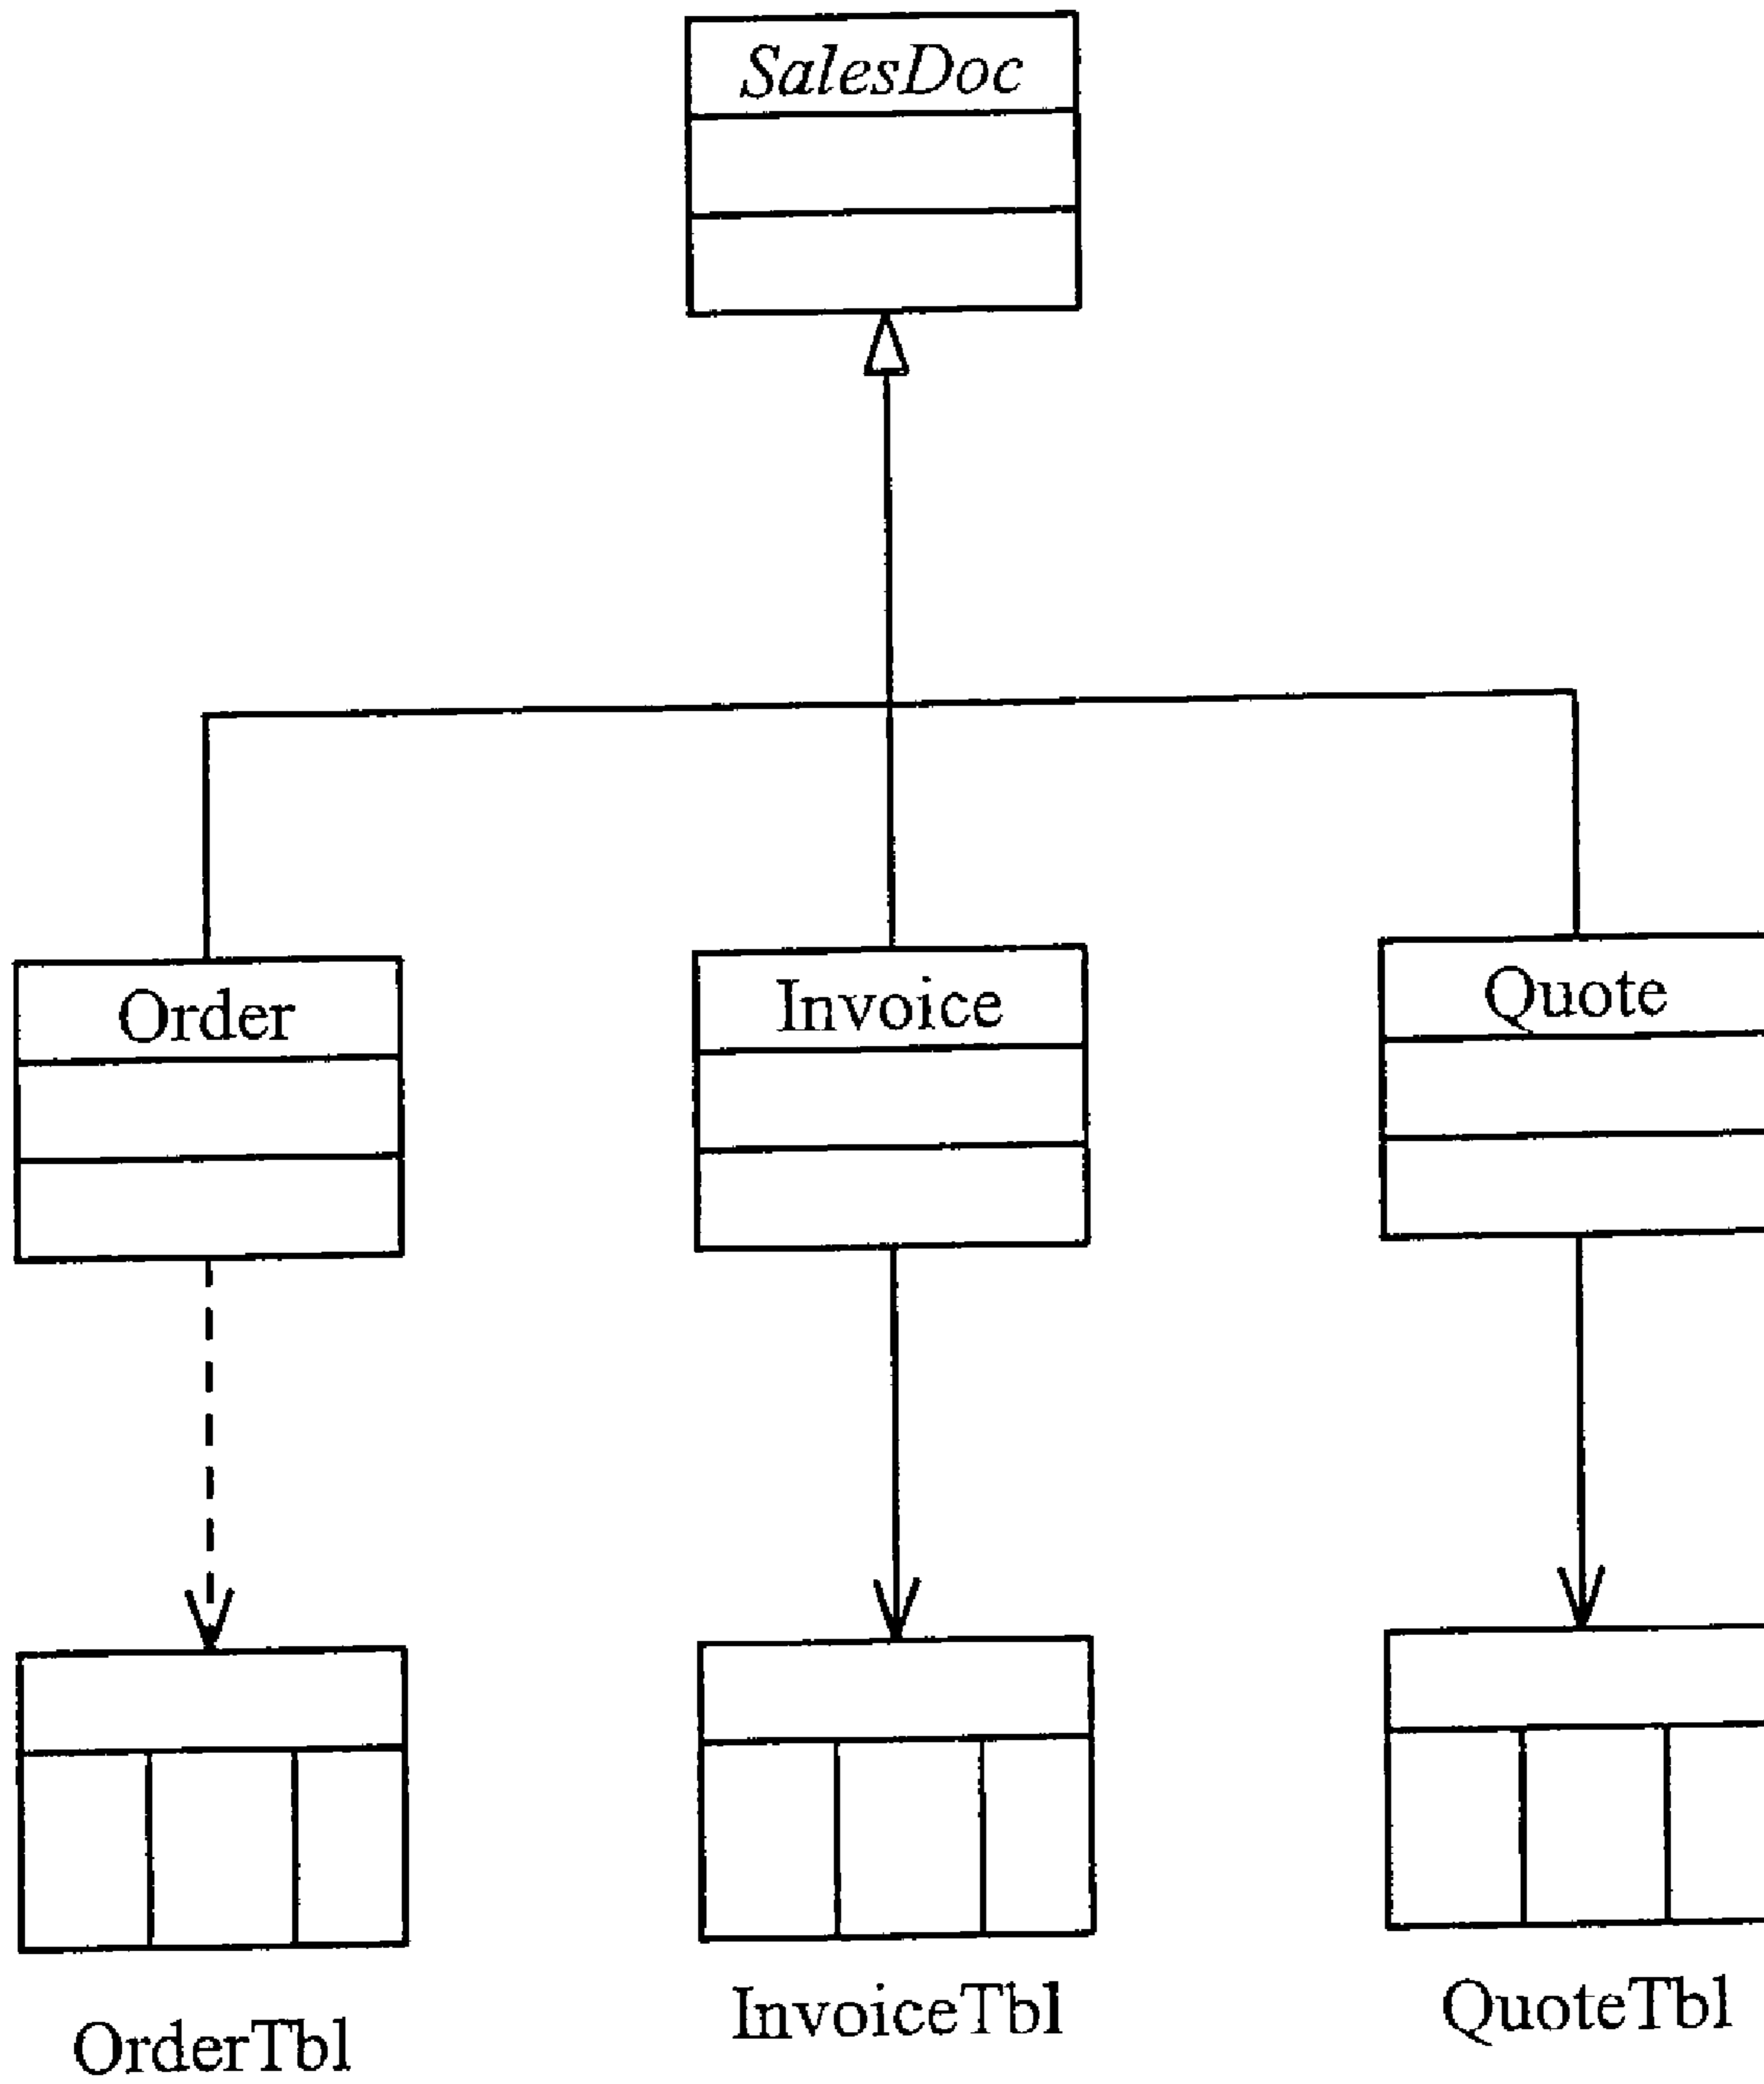 SalesDoc
Order
Invoice
Quote
OrderTbl
InvoiceTbl
QuoteTbl